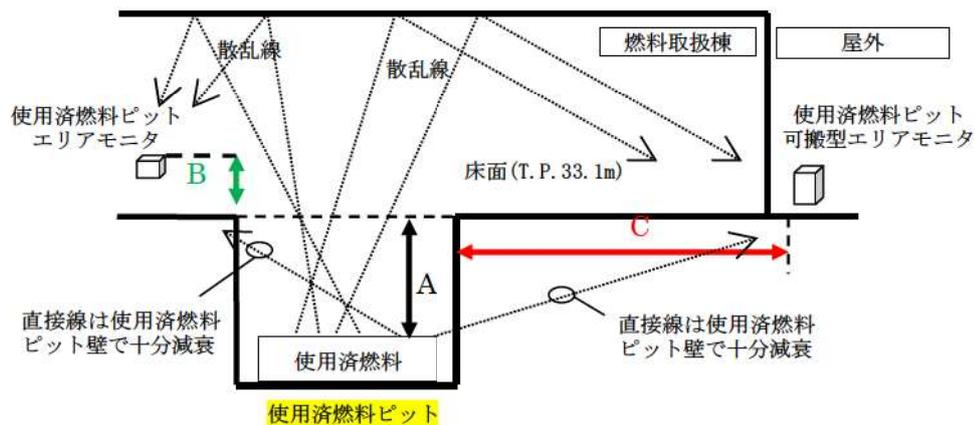 散乱線
散乱線
燃料取扱棟
屋外
使用済燃料ピット
エリアモニタ
使用済燃料ピット
可搬型エリアモニタ
B
床面(T.P.33.1m)
C
A
直接線は使用済燃料
ピット壁で十分減衰
直接線は使用済燃料
ピット壁で十分減衰
使用済燃料
使用済燃料ピット